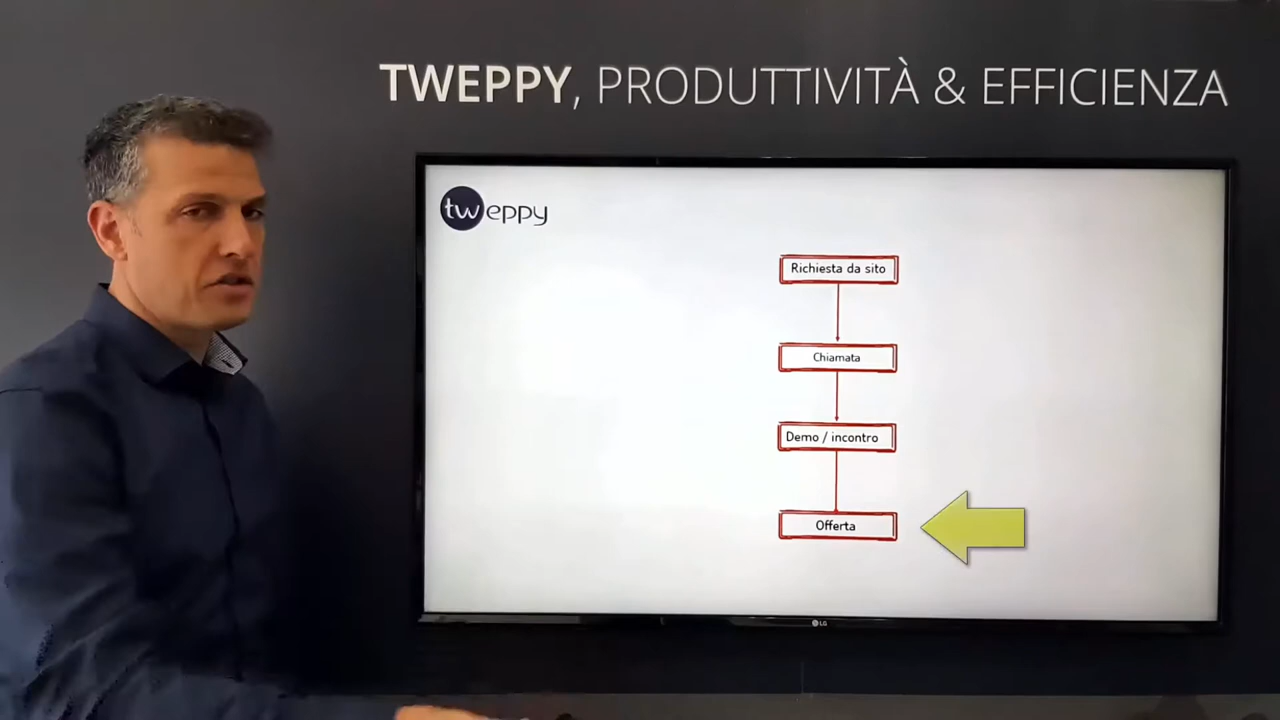 TWEPPY, PRODUTTIVITÀ & EFFICIENZA
tweppy
Richiesta da sito
Chiamata
Demo / incontro
Offerta
LG